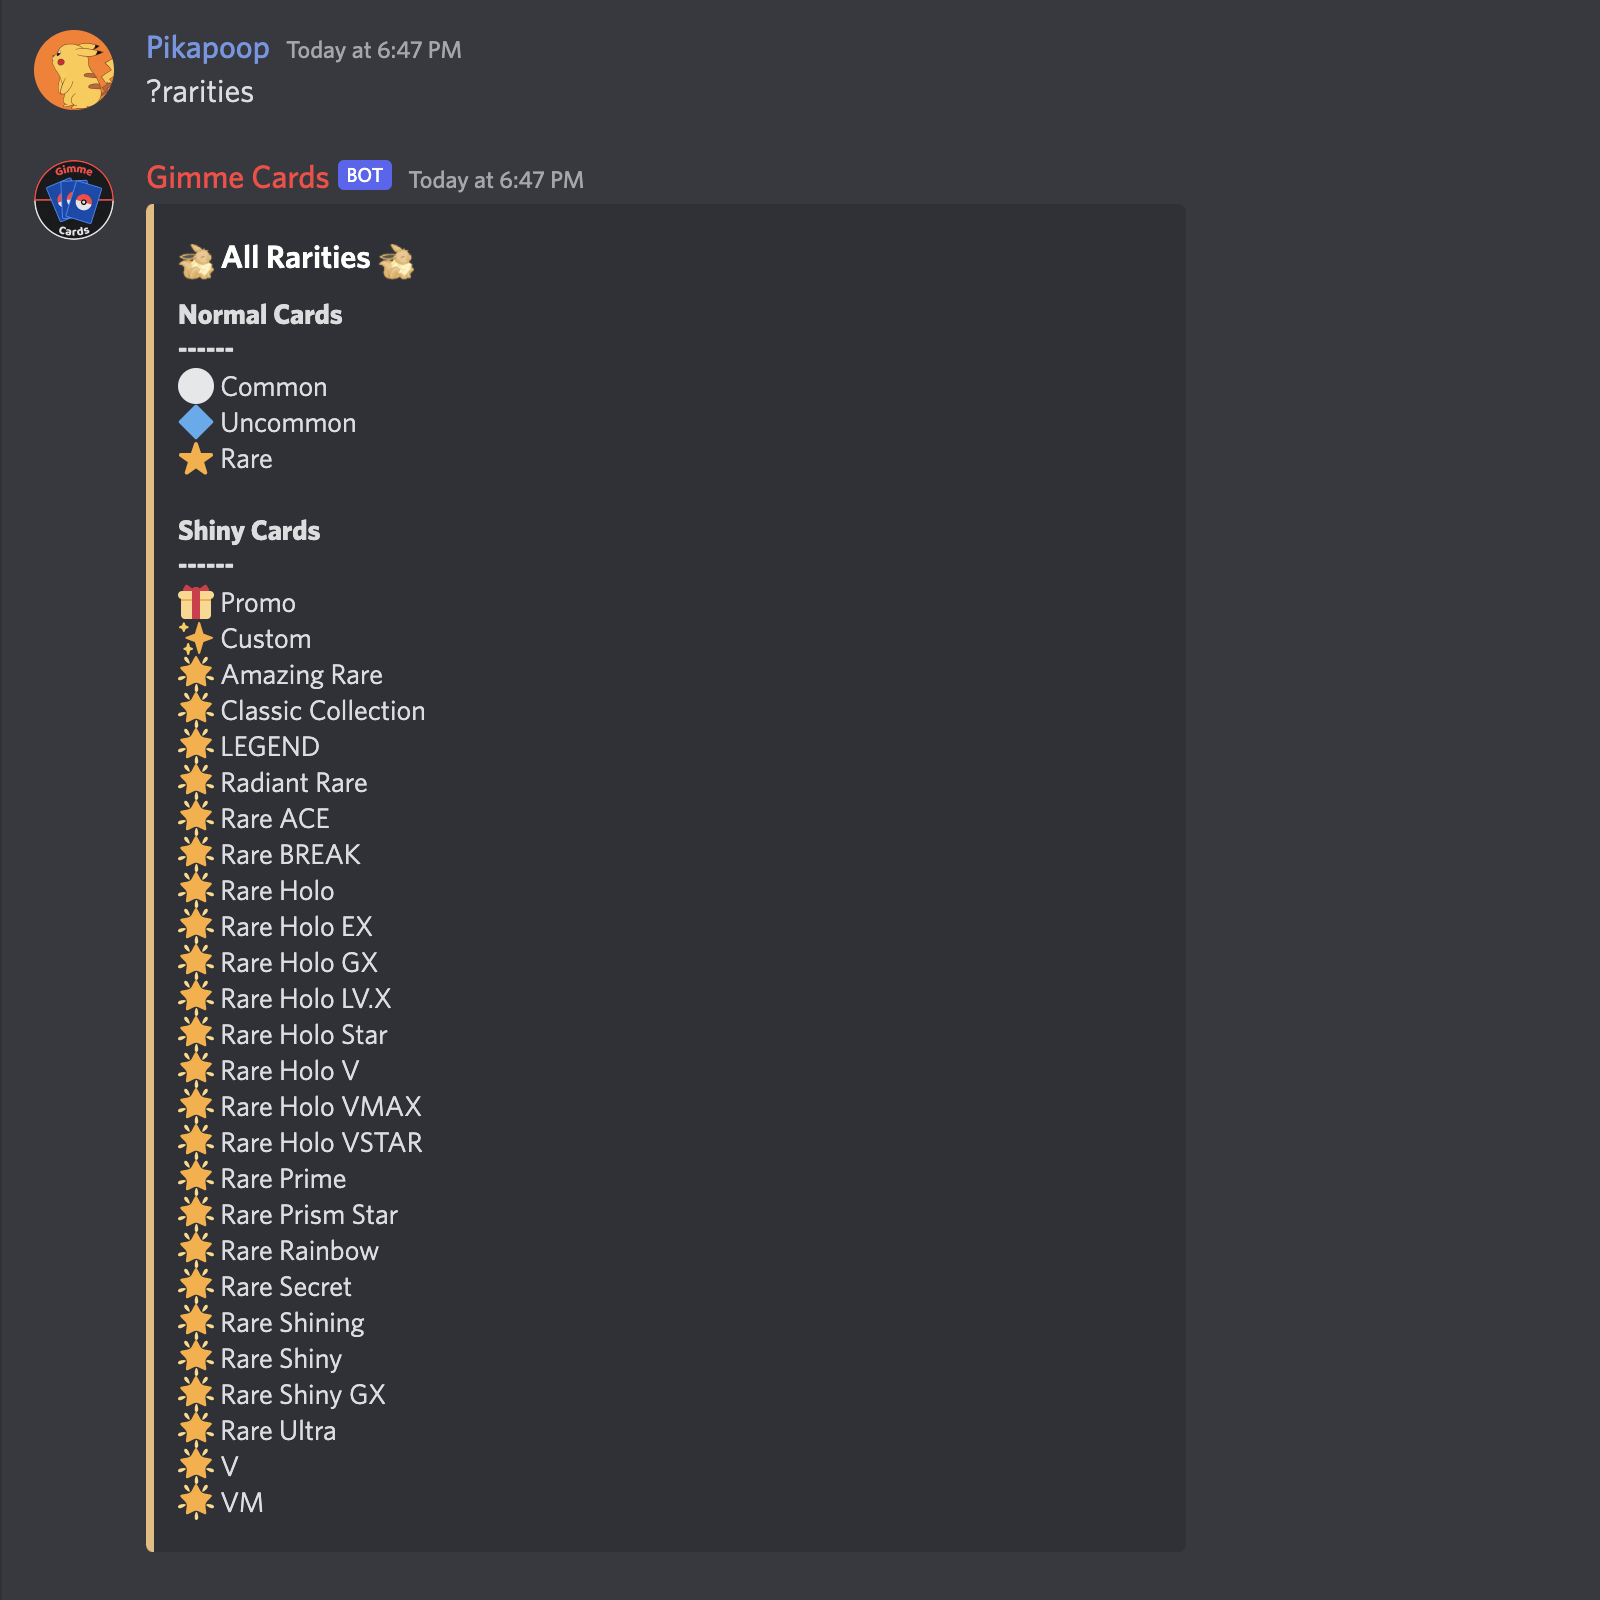 Pikapoop Today at 6:47 PM
?rarities
Gimme
Cards
Gimme Cards BOT Today at 6:47 PM
All Rarities
Normal Cards
------
Common
Uncommon
Rare
Shiny Cards
------
Promo
Custom
Amazing Rare
Classic Collection
LEGEND
Radiant Rare
Rare ACE
Rare BREAK
Rare Holo
Rare Holo EX
Rare Holo GX
Rare Holo LV.X
Rare Holo Star
Rare Holo V
Rare Holo VMAX
Rare Holo VSTAR
Rare Prime
Rare Prism Star
Rare Rainbow
Rare Secret
Rare Shining
Rare Shiny
Rare Shiny GX
Rare Ultra
V
VM